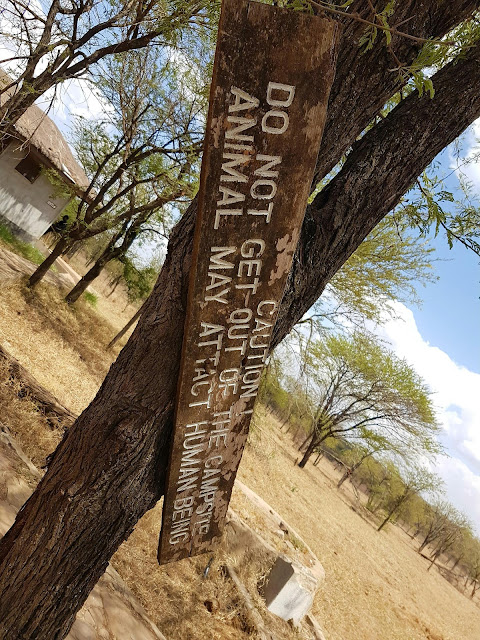 CAUTION!
DO NOT GET-OUT OF THE CAMPSITE
ANIMAL MAY ATTACT HUMAN BEING